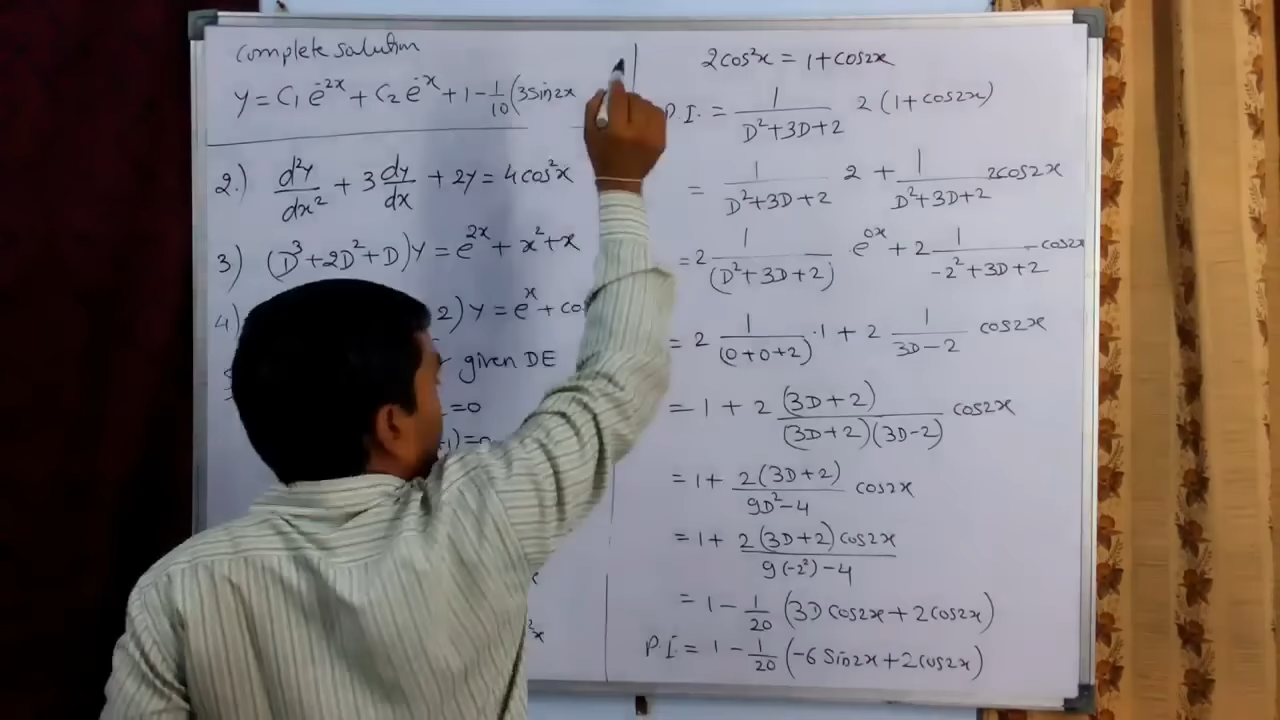 complete solution
y = C₁ e^-2x + C₂ e^-x + 1 - 1/10 (3sin2x
2.) d²y/dx² + 3 dy/dx + 2y = 4cos²x
3) (D³+2D²+D)y = e^2x + x² + x
4) 2)y = e^x + co
given DE
=0
1)=0
x
²x
2cos²x = 1+cos2x
P.I. = 1/(D²+3D+2) 2(1+cos2x)
= 1/(D²+3D+2) 2 + 1/(D²+3D+2) 2cos2x
= 2 1/(D²+3D+2) e^0x + 2 1/(-2²+3D+2) cos2x
= 2 1/(0+0+2) .1 + 2 1/(3D-2) cos2x
= 1 + 2 (3D+2)/((3D+2)(3D-2)) cos2x
= 1 + 2(3D+2)/(9D²-4) cos2x
= 1 + 2(3D+2)cos2x/(9(-2²)-4)
= 1 - 1/20 (3D cos2x + 2cos2x)
P.I. = 1 - 1/20 (-6 Sin2x + 2cos2x)